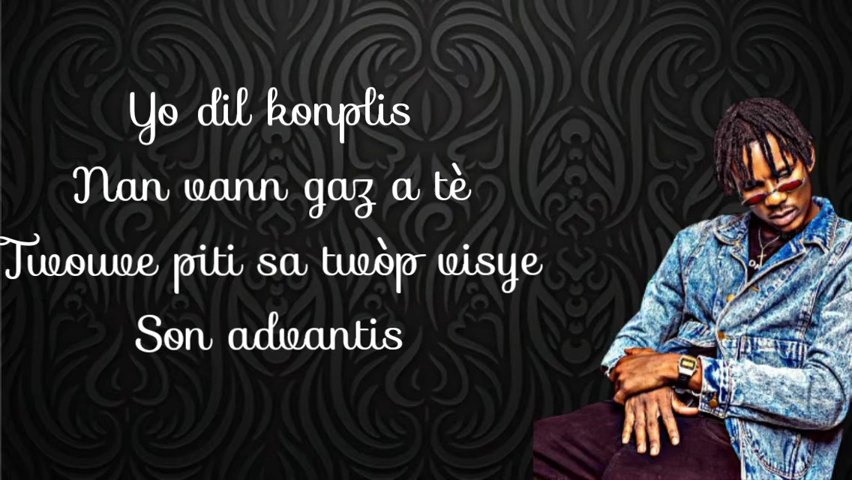 Yo dil konplis
Nan vann gaz a tè
Twouve piti sa twòp visye
Son advantis